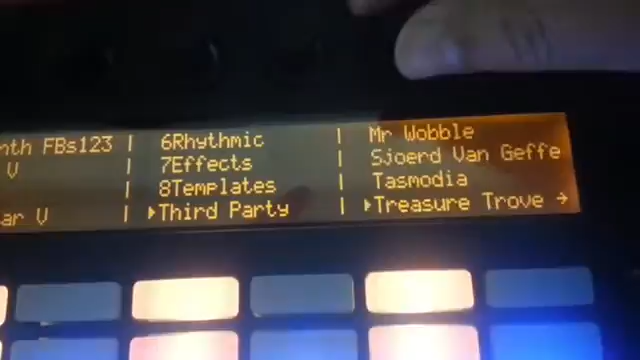 nth FBs123 | 6Rhythmic | Mr Wobble
V | 7Effects | Sjoerd Van Geffe
| 8Templates | Tasmodia
ar V | ▸Third Party | ▸Treasure Trove →